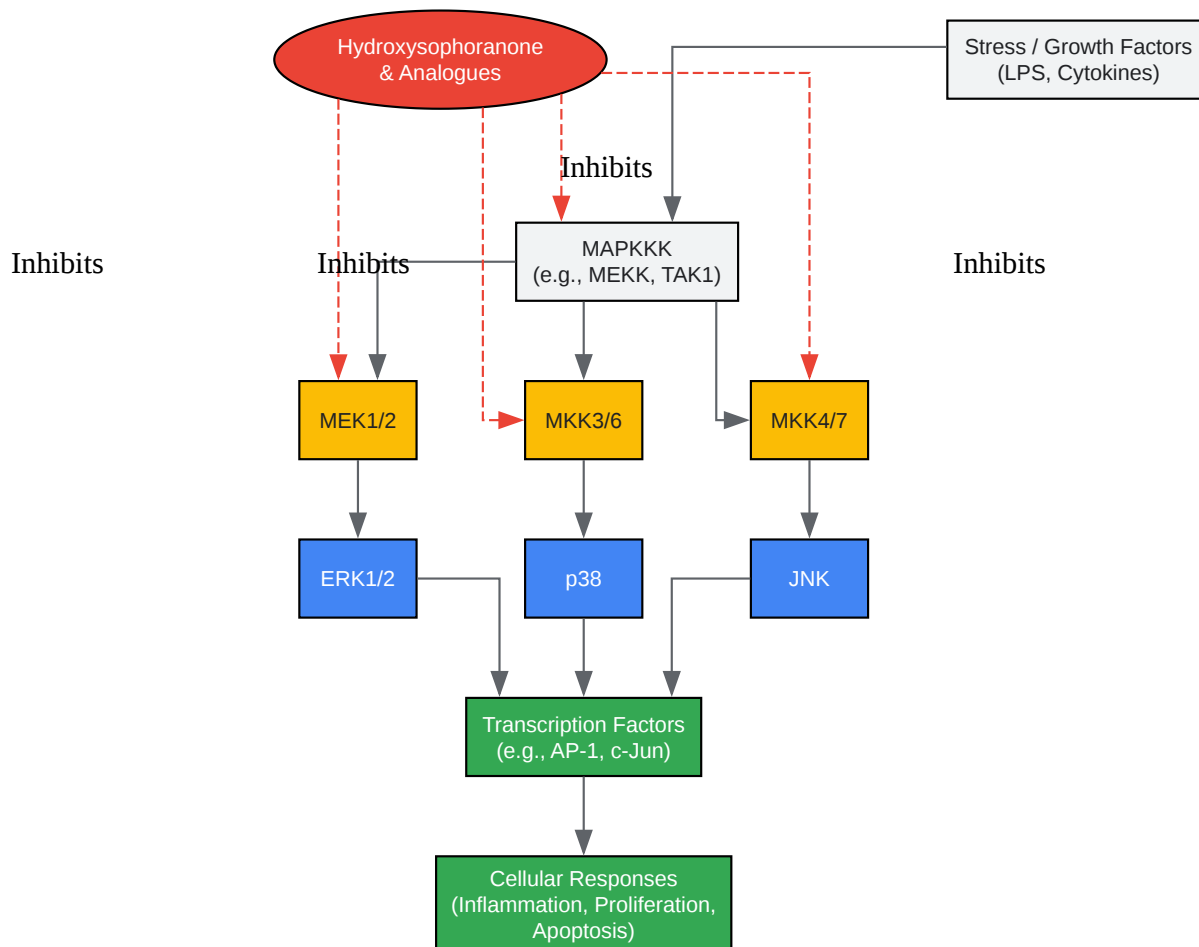 Hydroxysophoranone
& Analogues
Stress / Growth Factors
(LPS, Cytokines)
Inhibits
MAPKKK
(e.g., MEKK, TAK1)
Inhibits
Inhibits
Inhibits
MEK1/2
MKK3/6
MKK4/7
ERK1/2
p38
JNK
Transcription Factors
(e.g., AP-1, c-Jun)
Cellular Responses
(Inflammation, Proliferation,
Apoptosis)